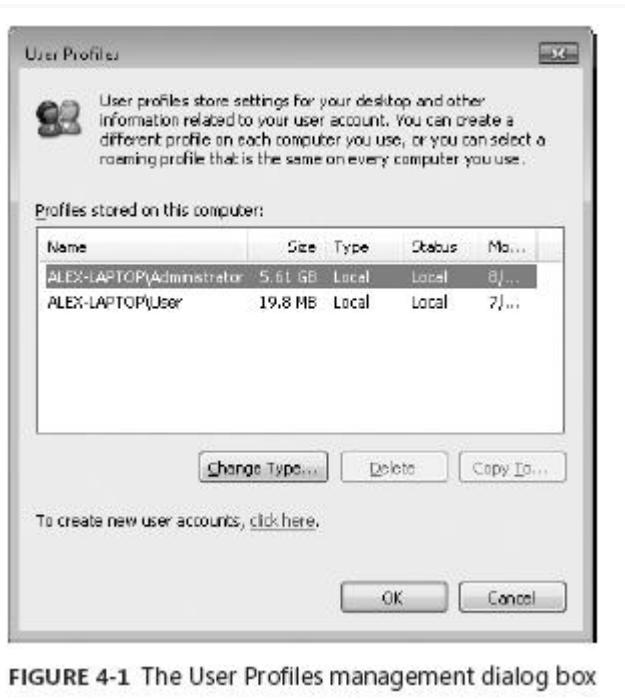 User Profiles
User profiles store settings for your desktop and other
information related to your user account. You can create a
different profile on each computer you use, or you can select a
roaming profile that is the same on every computer you use.
Profiles stored on this computer:
Name Size Type Status Mo...
ALEX-LAPTOP\Administrator 5.61 GB Local Local 8/...
ALEX-LAPTOP\User 19.8 MB Local Local 7/...
Change Type... Delete Copy To...
To create new user accounts, click here.
OK Cancel
FIGURE 4-1 The User Profiles management dialog box